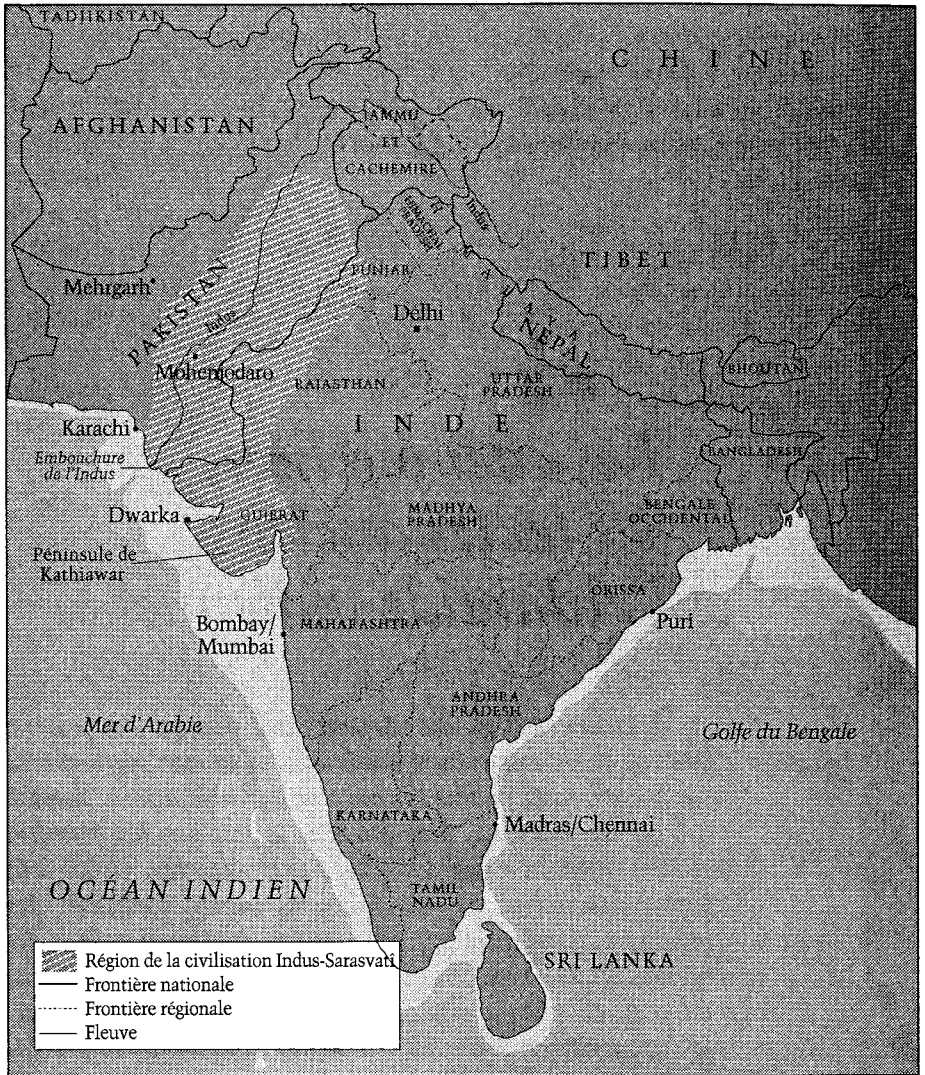 TADJIKISTAN
CHINE
AFGHANISTAN
JAMMU
ET
CACHEMIRE
HIMACHAL
PRADESH
Indus
TIBET
Mehrgarh
PAKISTAN
PUNJAB
Delhi
HIMALAYA
NÉPAL
BHOUTAN
Indus
Mohenjodaro
RAJASTHAN
UTTAR
PRADESH
INDE
Karachi
BANGLADESH
Embouchure
de l'Indus
Dwarka
GUJERAT
MADHYA
PRADESH
BENGALE
OCCIDENTAL
Péninsule de
Kathiawar
ORISSA
Puri
Bombay/
Mumbai
MAHARASHTRA
ANDHRA
PRADESH
Mer d'Arabie
Golfe du Bengale
KARNATAKA
Madras/Chennai
OCÉAN INDIEN
TAMIL
NADU
SRI LANKA
Région de la civilisation Indus-Sarasvati
Frontière nationale
Frontière régionale
Fleuve